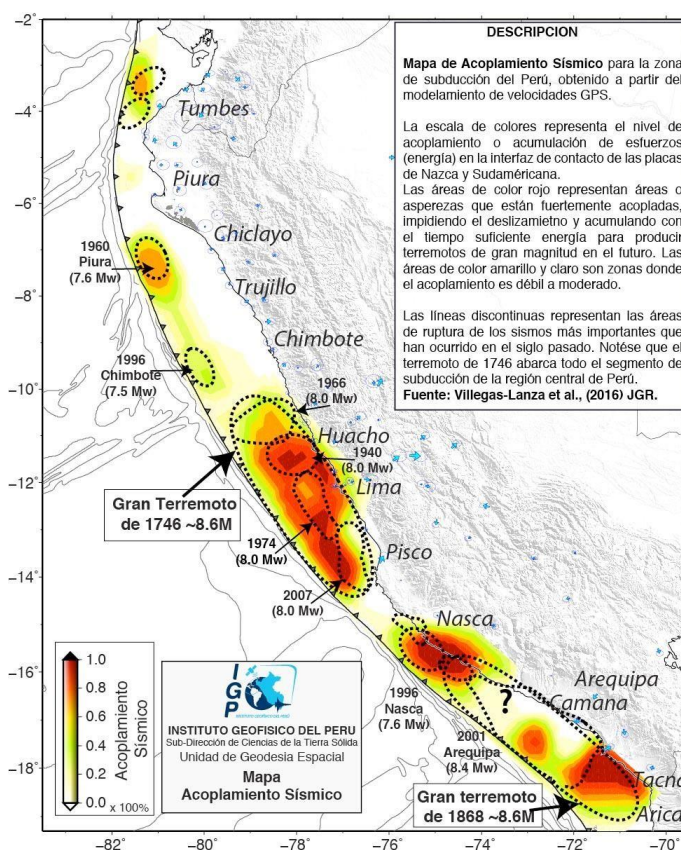 DESCRIPCION
Mapa de Acoplamiento Sísmico para la zona
de subducción del Perú, obtenido a partir del
modelamiento de velocidades GPS.
La escala de colores representa el nivel de
acoplamiento o acumulación de esfuerzos
(energía) en la interfaz de contacto de las placas
de Nazca y Sudaméricana.
Las áreas de color rojo representan áreas o
asperezas que están fuertemente acopladas,
impidiendo el deslizamietno y acumulando con
el tiempo suficiente energía para producir
terremotos de gran magnitud en el futuro. Las
áreas de color amarillo y claro son zonas donde
el acoplamiento es débil a moderado.
Las líneas discontinuas representan las áreas
de ruptura de los sismos más importantes que
han ocurrido en el siglo pasado. Notése que el
terremoto de 1746 abarca todo el segmento de
subducción de la región central de Perú.
Fuente: Villegas-Lanza et al., (2016) JGR.
−2°
−4°
−6°
−8°
−10°
−12°
−14°
−16°
−18°
Tumbes
Piura
Chiclayo
1960
Piura
(7.6 Mw)
Trujillo
Chimbote
1996
Chimbote
(7.5 Mw)
1966
(8.0 Mw)
Huacho
1940
(8.0 Mw)
Lima
Gran Terremoto
de 1746 ~8.6M
1974
(8.0 Mw)
Pisco
2007
(8.0 Mw)
Nasca
1996
Nasca
(7.6 Mw)
?
Arequipa
Camana
2001
Arequipa
(8.4 Mw)
Tacna
Arica
Gran terremoto
de 1868 ~8.6M
1.0
0.8
0.6
0.4
0.2
0.0
x 100%
Acoplamiento
Sísmico
IGP
INSTITUTO GEOFISICO DEL PERU
INSTITUTO GEOFISICO DEL PERU
Sub-Dirección de Ciencias de la Tierra Sólida
Unidad de Geodesia Espacial
Mapa
Acoplamiento Sísmico
−82°
−80°
−78°
−76°
−74°
−72°
−70°